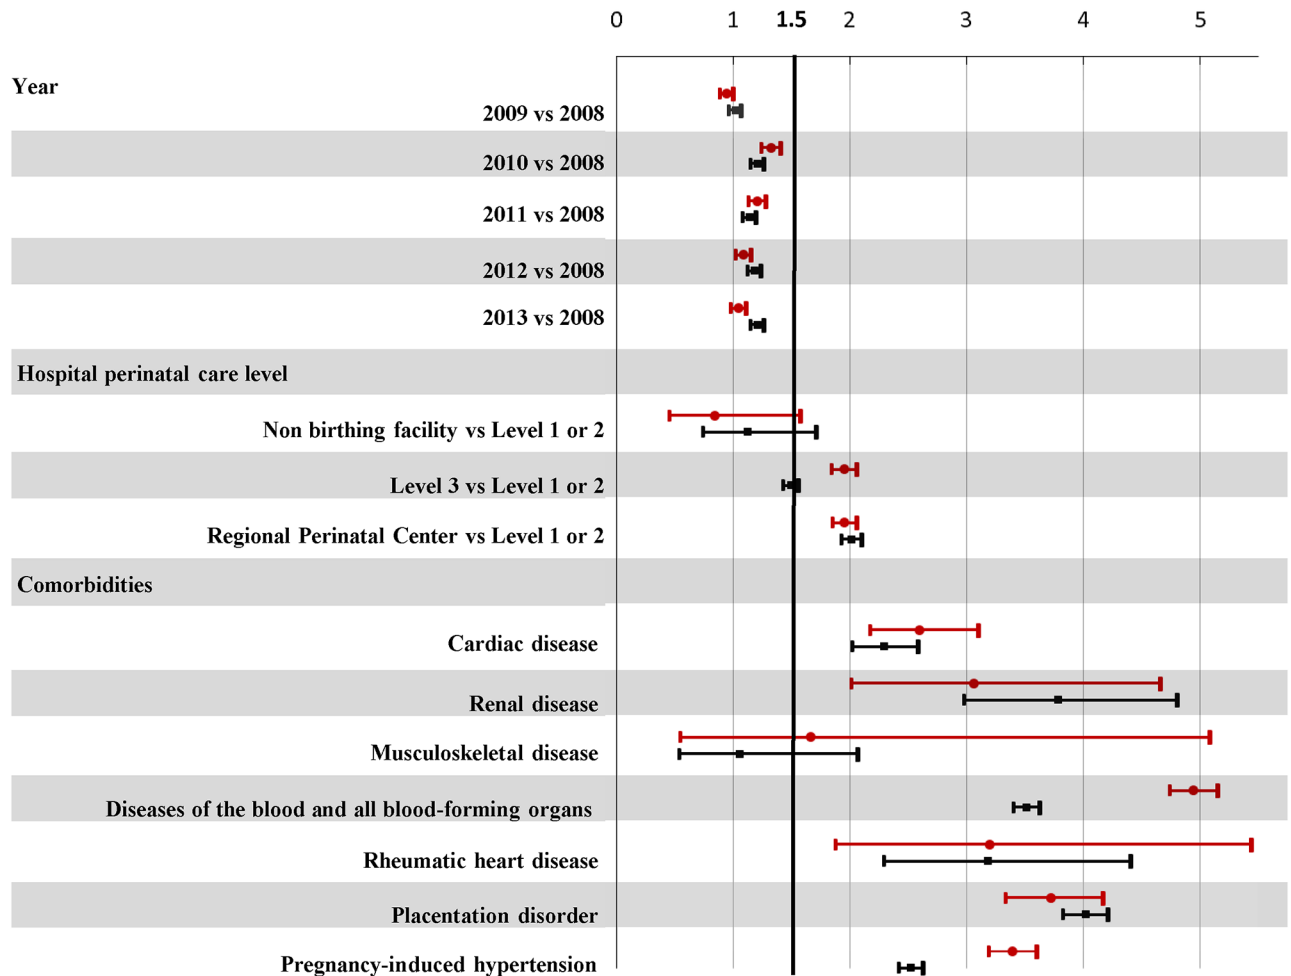 0 1 1.5 2 3 4 5
Year
2009 vs 2008
2010 vs 2008
2011 vs 2008
2012 vs 2008
2013 vs 2008
Hospital perinatal care level
Non birthing facility vs Level 1 or 2
Level 3 vs Level 1 or 2
Regional Perinatal Center vs Level 1 or 2
Comorbidities
Cardiac disease
Renal disease
Musculoskeletal disease
Diseases of the blood and all blood-forming organs
Rheumatic heart disease
Placentation disorder
Pregnancy-induced hypertension